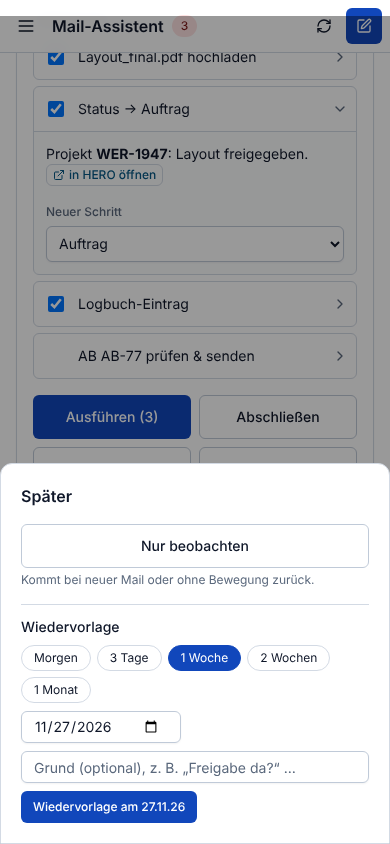 Mail-Assistent 3
Layout_final.pdf hochladen
Status → Auftrag
Projekt WER-1947: Layout freigegeben.
in HERO öffnen
Neuer Schritt
Auftrag
Logbuch-Eintrag
AB AB-77 prüfen & senden
Ausführen (3) Abschließen
Später
Nur beobachten
Kommt bei neuer Mail oder ohne Bewegung zurück.
Wiedervorlage
Morgen 3 Tage 1 Woche 2 Wochen
1 Monat
11/27/2026
Grund (optional), z. B. „Freigabe da?“ ...
Wiedervorlage am 27.11.26